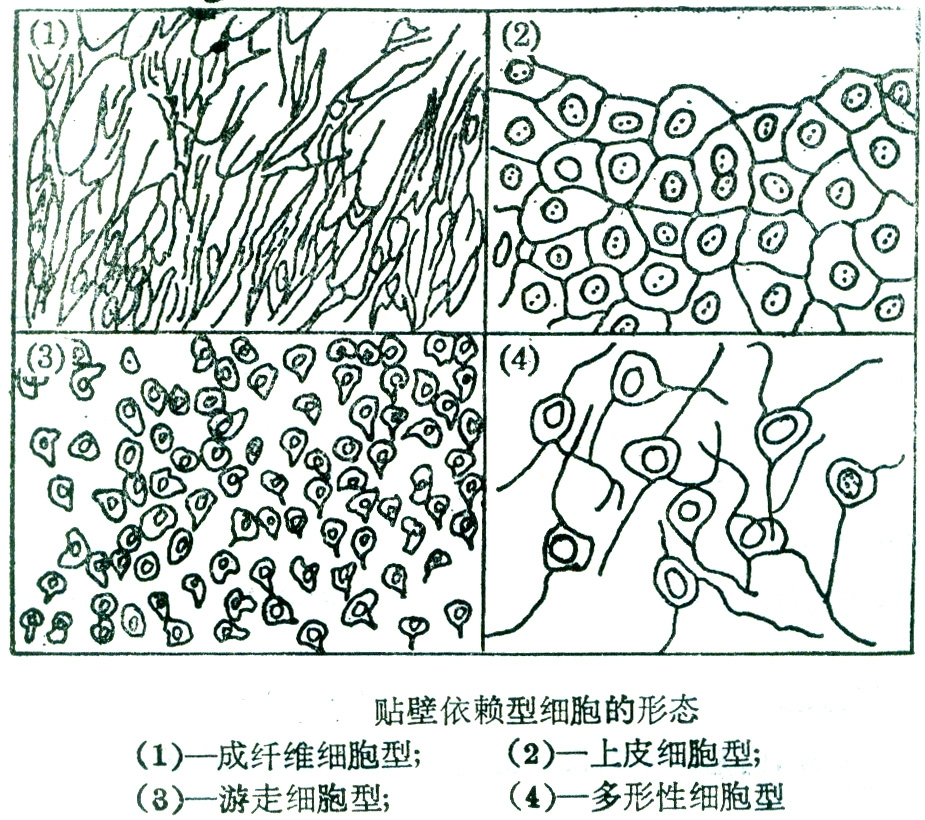 (1)
(2)
(3)
(4)
贴壁依赖型细胞的形态
(1)—成纤维细胞型; (2)—上皮细胞型;
(3)—游走细胞型; (4)—多形性细胞型